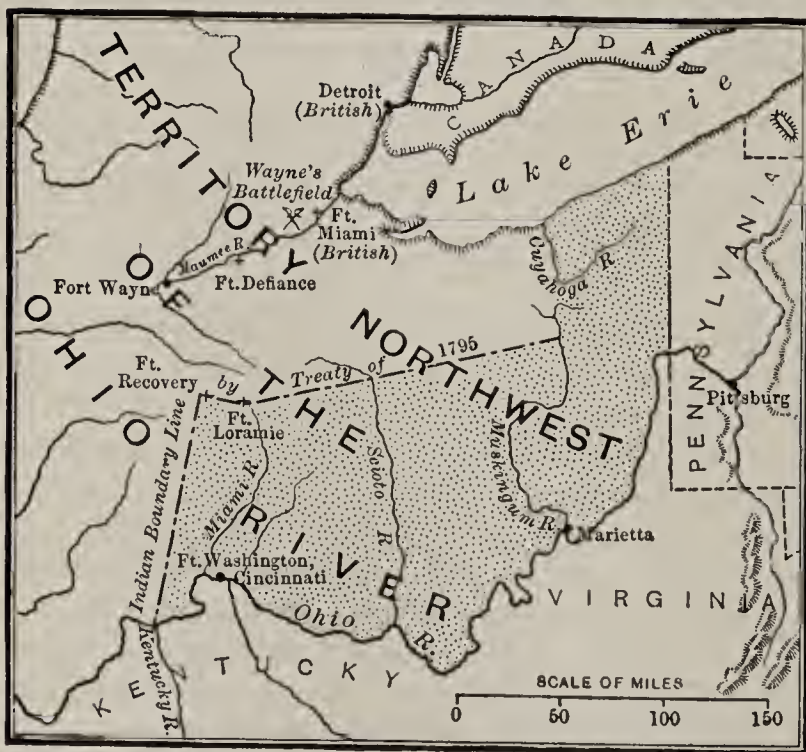 TERRITORY
NORTHWEST
OF THE
OHIO
RIVER
CANADA
Lake Erie
Detroit
(British)
Wayne's
Battlefield
Ft.
Miami
(British)
Maumee R.
Fort Wayne
Ft. Defiance
Cuyahoga R
PENNSYLVANIA
Pittsburg
Ft.
Recovery
Indian Boundary Line by Treaty of 1795
Ft.
Loramie
Miami R
Scioto R
Muskingum R
Marietta
Ft. Washington,
Cincinnati
Ohio R
VIRGINIA
KENTUCKY
Kentucky R.
SCALE OF MILES
0 50 100 150